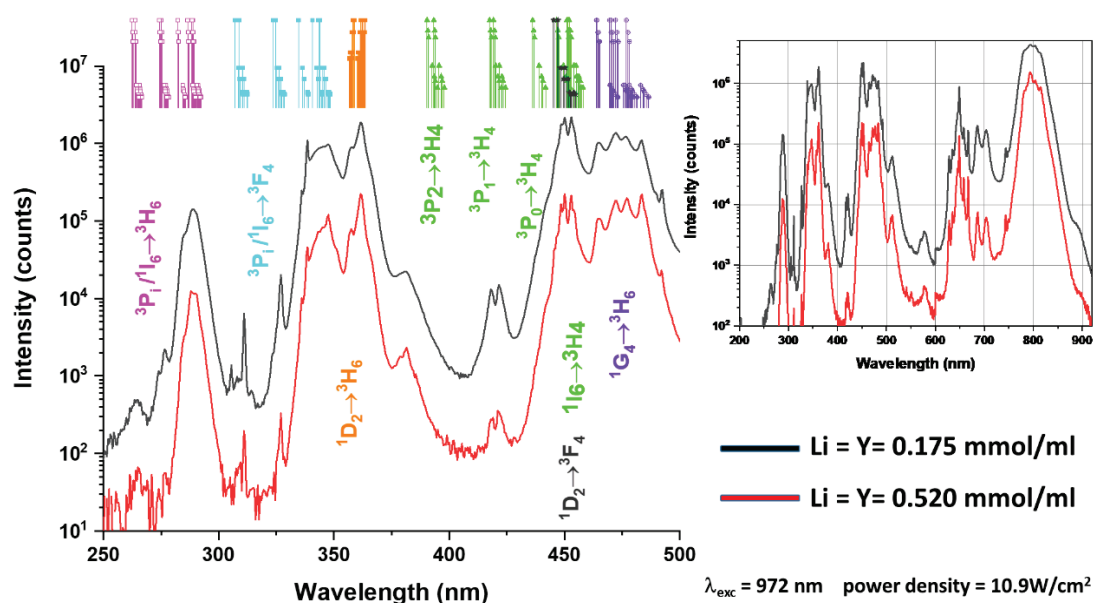 10⁷
10⁶
10⁵
10⁴
10³
10²
10¹
Intensity (counts)
250 300 350 400 450 500
Wavelength (nm)
³Pᵢ /¹I₆→³H₆
³Pᵢ /¹I₆→³F₄
¹D₂→³H₆
³P2→³H4
³P₁→³H₄
³P₀→³H₄
¹I6→³H4
¹D₂→³F₄
¹G₄→³H₆
10⁶
10⁵
10⁴
10³
10²
Intensity (counts)
200 300 400 500 600 700 800 900
Wavelength (nm)
Li = Y= 0.175 mmol/ml
Li = Y= 0.520 mmol/ml
λexc = 972 nm power density = 10.9W/cm²